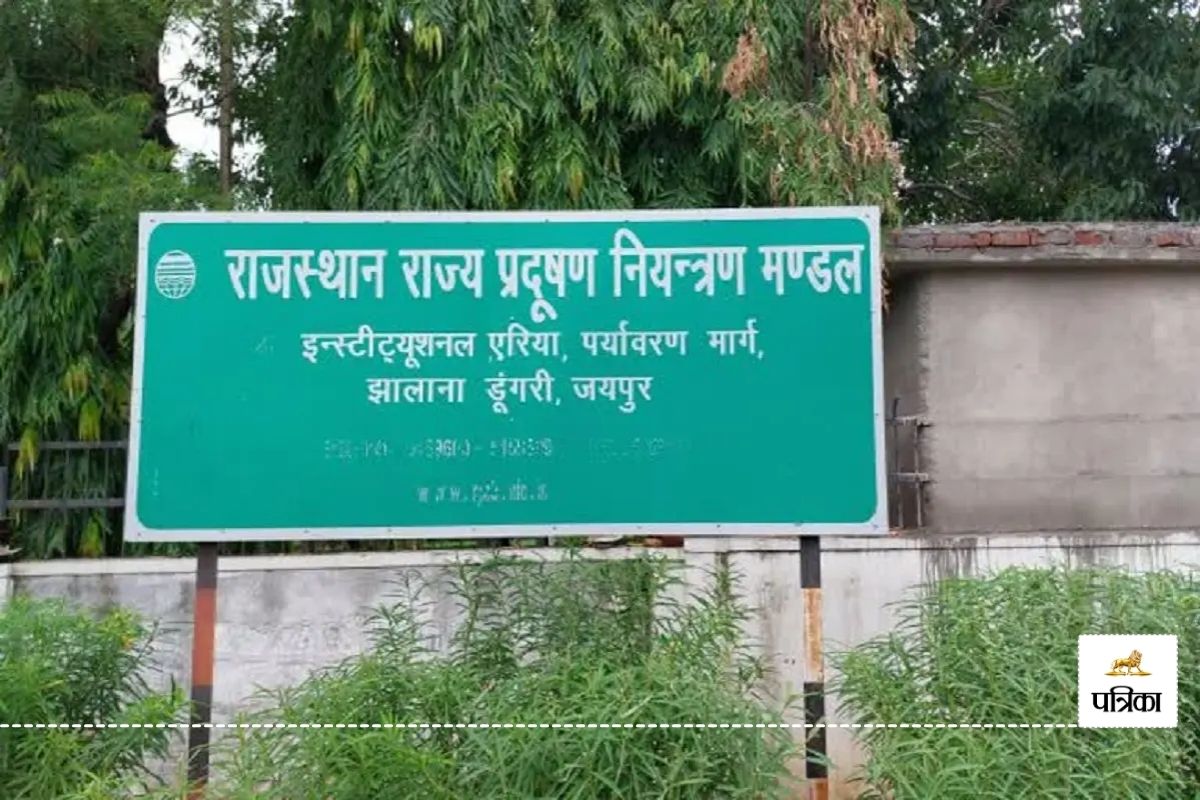 राजस्थान राज्य प्रदूषण नियन्त्रण मण्डल
इन्स्टीट्यूशनल एरिया, पर्यावरण मार्ग,
झालाना डूंगरी, जयपुर
पत्रिका